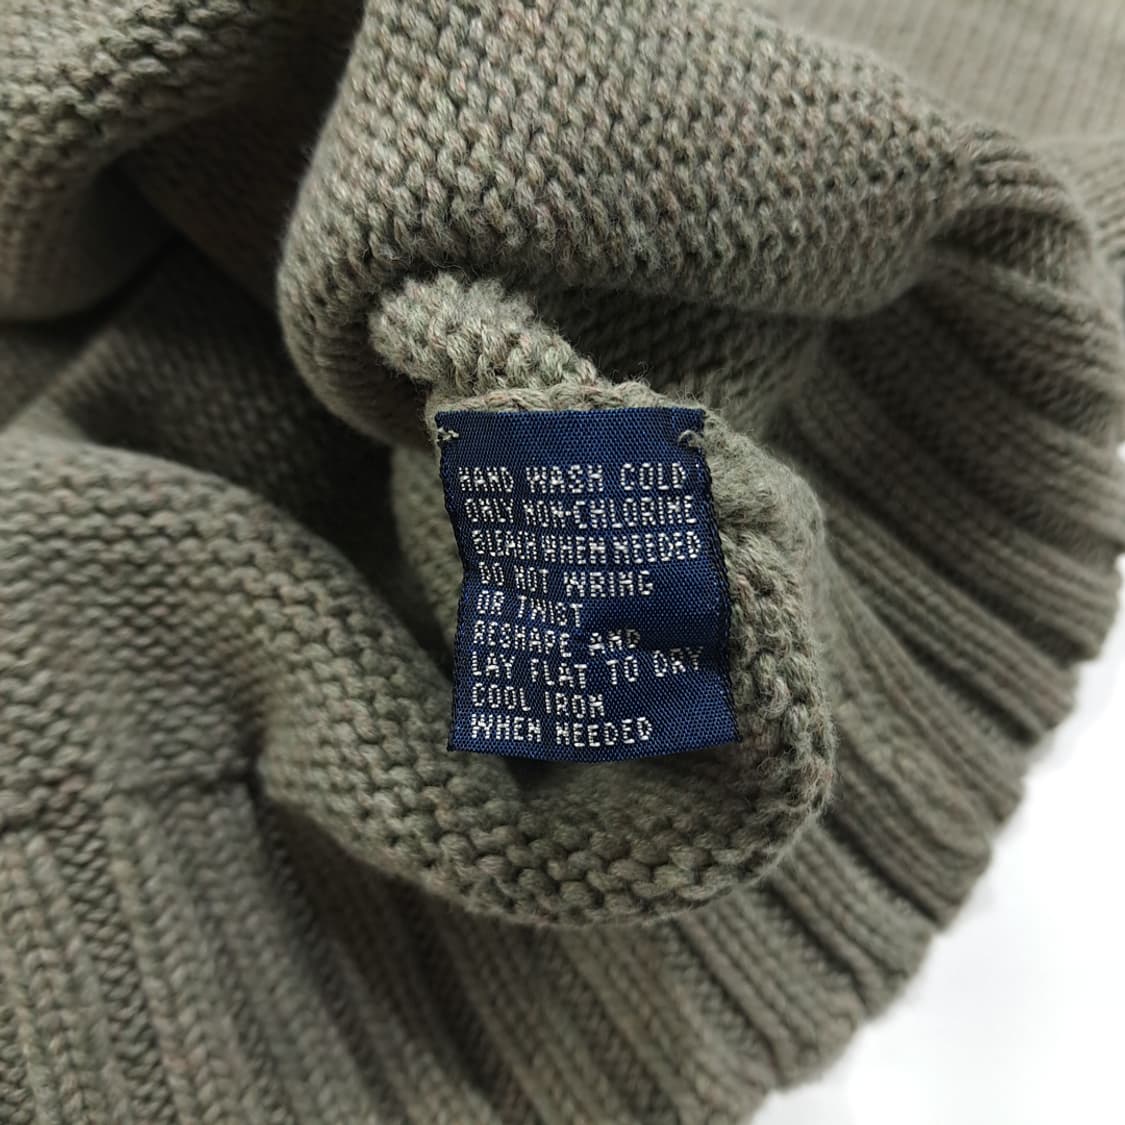 HAND WASH COLD
ONLY NON-CHLORINE
BLEACH WHEN NEEDED
DO NOT WRING
OR TWIST
RESHAPE AND
LAY FLAT TO DRY
COOL IRON
WHEN NEEDED